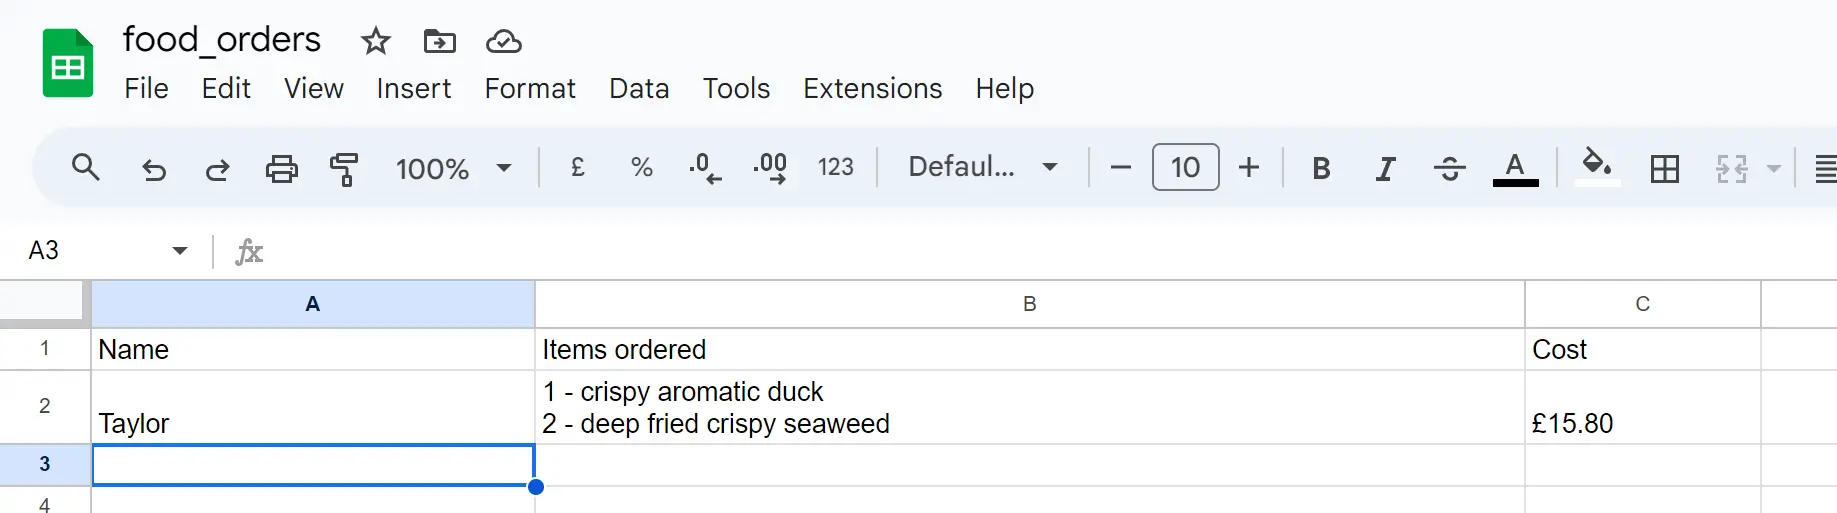 food_orders
File Edit View Insert Format Data Tools Extensions Help
100% £ % .0 .00 123 Defaul... − 10 + B I S A
A3 fx
A B C
1 Name Items ordered Cost
1 - crispy aromatic duck
2 Taylor 2 - deep fried crispy seaweed £15.80
3
4